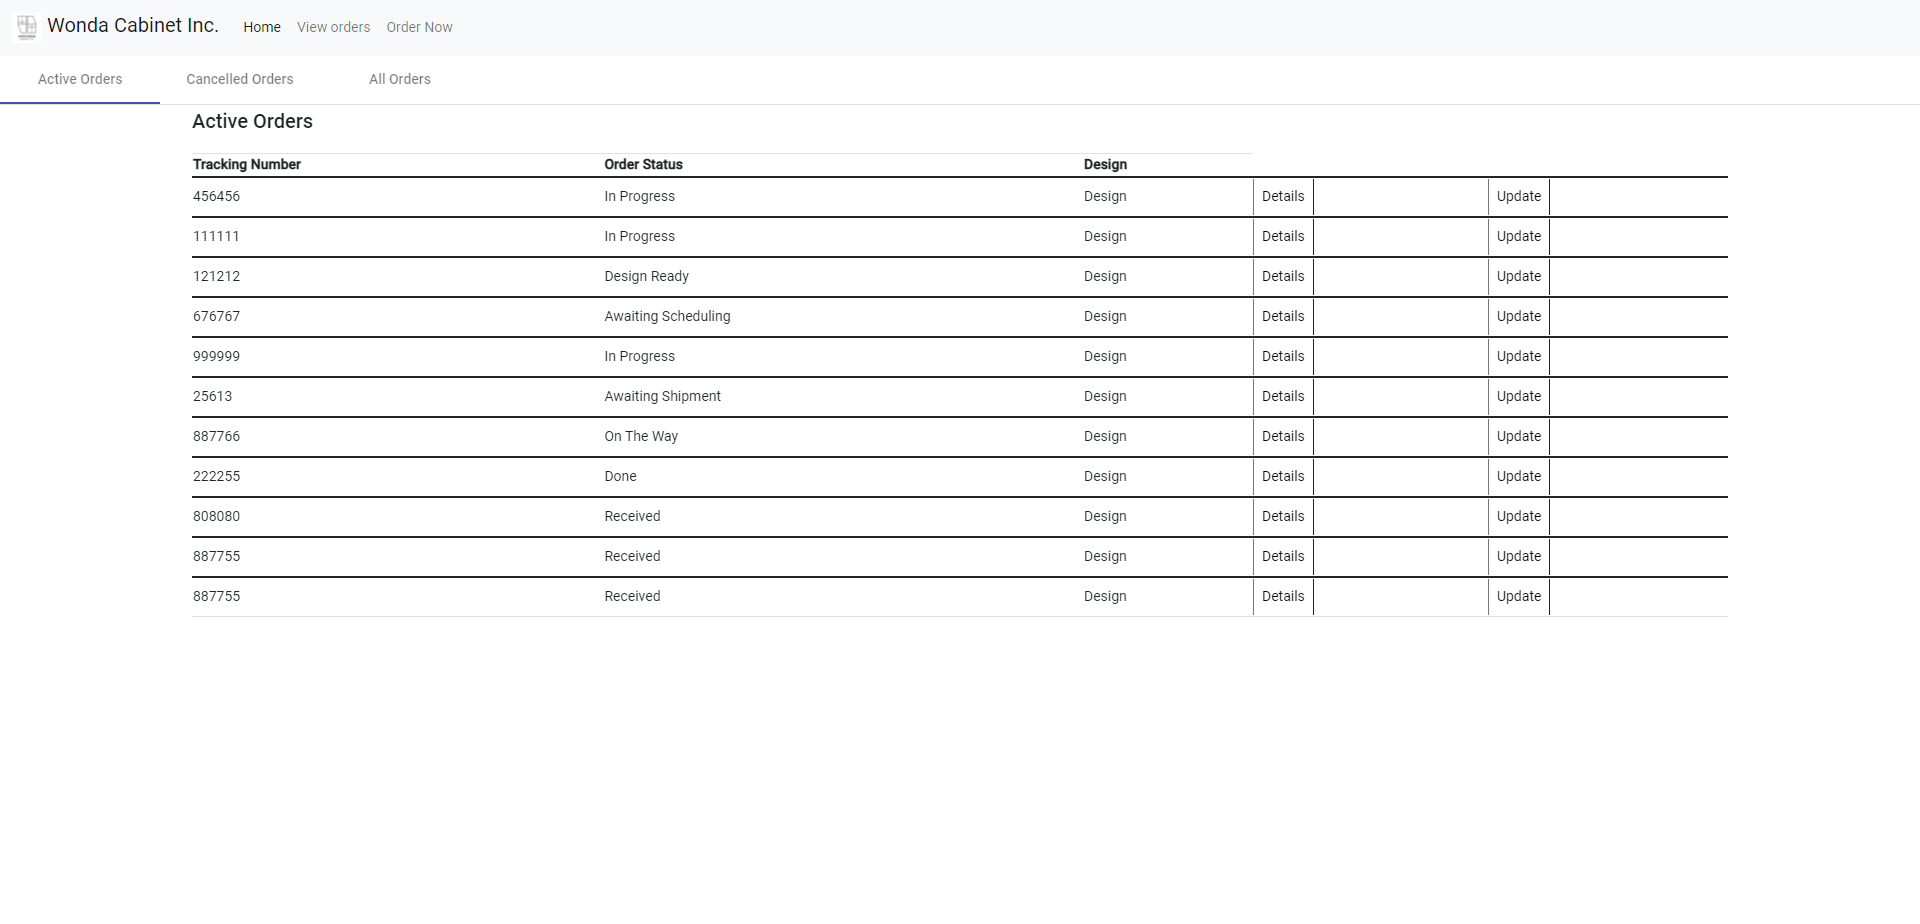 Wonda Cabinet Inc. Home View orders Order Now
Active Orders Cancelled Orders All Orders
Active Orders
Tracking Number Order Status Design
456456 In Progress Design Details Update
111111 In Progress Design Details Update
121212 Design Ready Design Details Update
676767 Awaiting Scheduling Design Details Update
999999 In Progress Design Details Update
25613 Awaiting Shipment Design Details Update
887766 On The Way Design Details Update
222255 Done Design Details Update
808080 Received Design Details Update
887755 Received Design Details Update
887755 Received Design Details Update